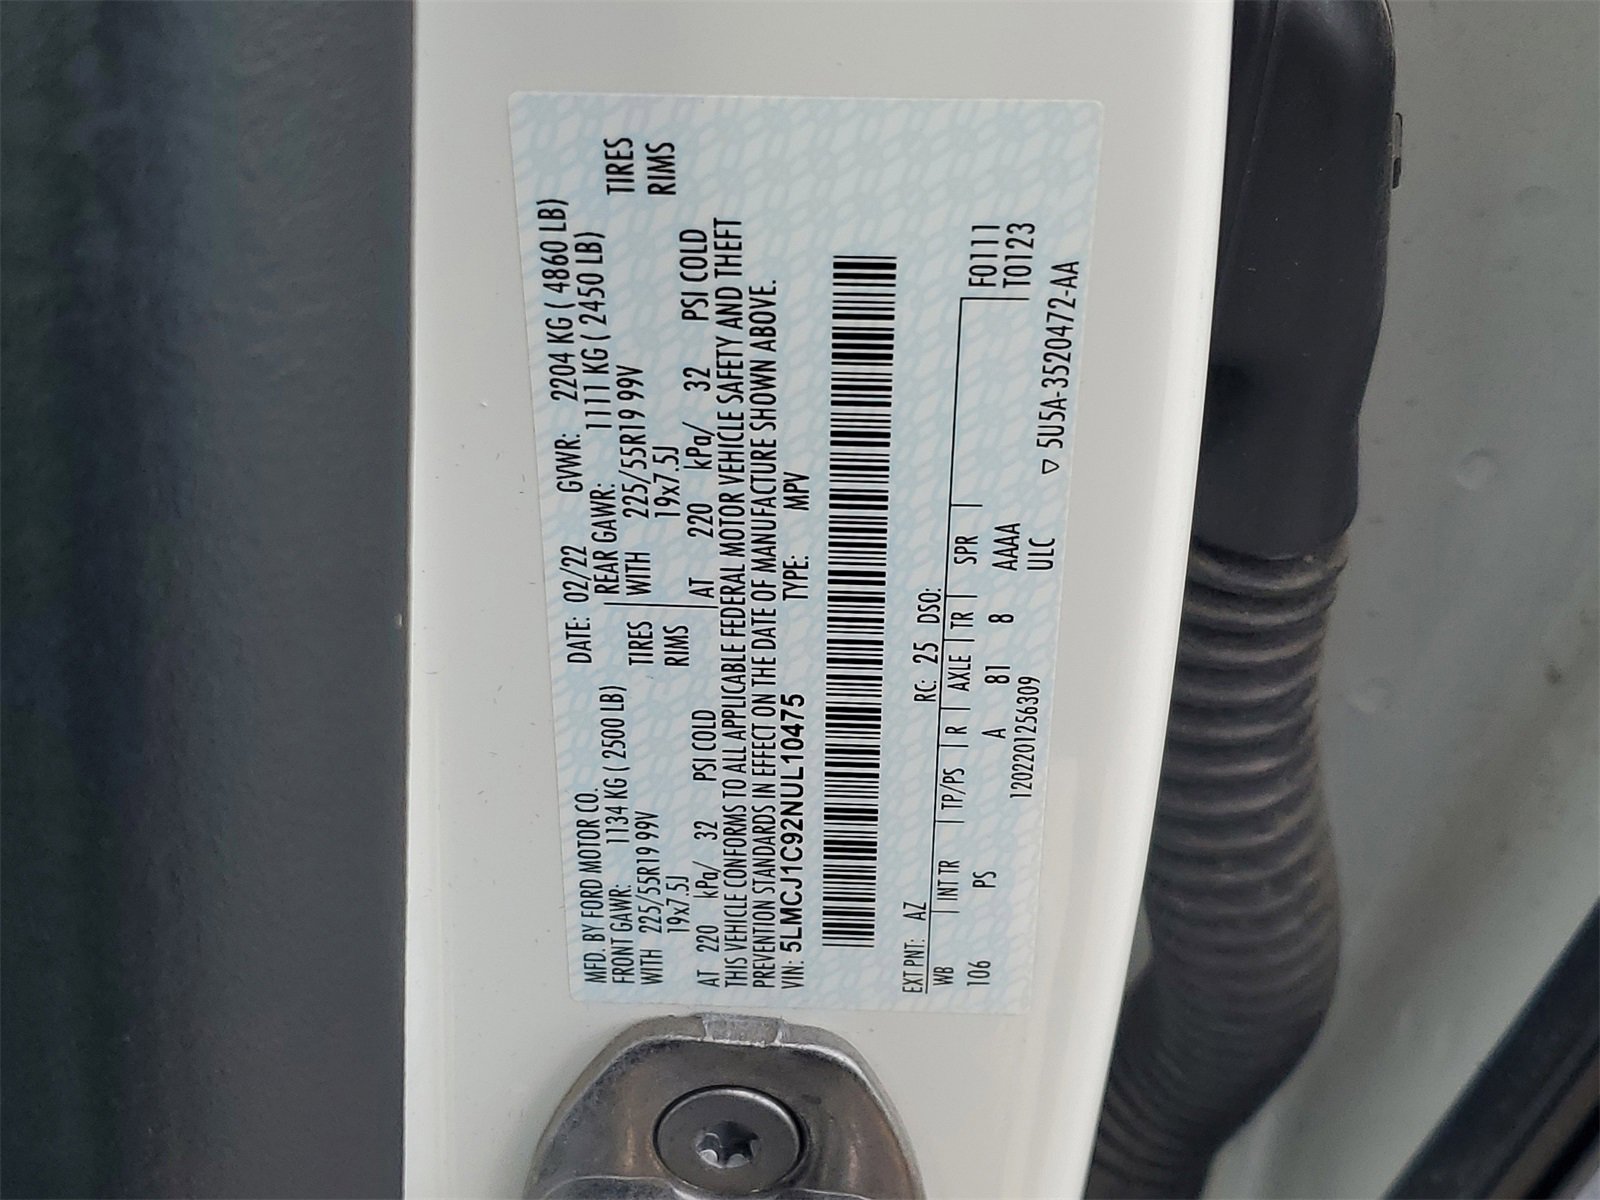 MFD. BY FORD MOTOR CO.
DATE: 02/22 GVWR: 2204 KG ( 4860 LB)
FRONT GAWR: 1134 KG ( 2500 LB) REAR GAWR: 1111 KG ( 2450 LB)
WITH 225/55R19 99V TIRES WITH 225/55R19 99V TIRES
19x7.5J RIMS 19x7.5J RIMS
AT 220 kPa/ 32 PSI COLD AT 220 kPa/ 32 PSI COLD
THIS VEHICLE CONFORMS TO ALL APPLICABLE FEDERAL MOTOR VEHICLE SAFETY AND THEFT
PREVENTION STANDARDS IN EFFECT ON THE DATE OF MANUFACTURE SHOWN ABOVE.
VIN: 5LMCJ1C92NUL10475 TYPE: MPV
EXT PNT: AZ RC: 25 DSO:
WB INT TR TP/PS R AXLE TR SPR F0111
106 PS A 81 8 AAAA T0123
ULC
120220125630​9 ▽ 5U5A-3520472-AA